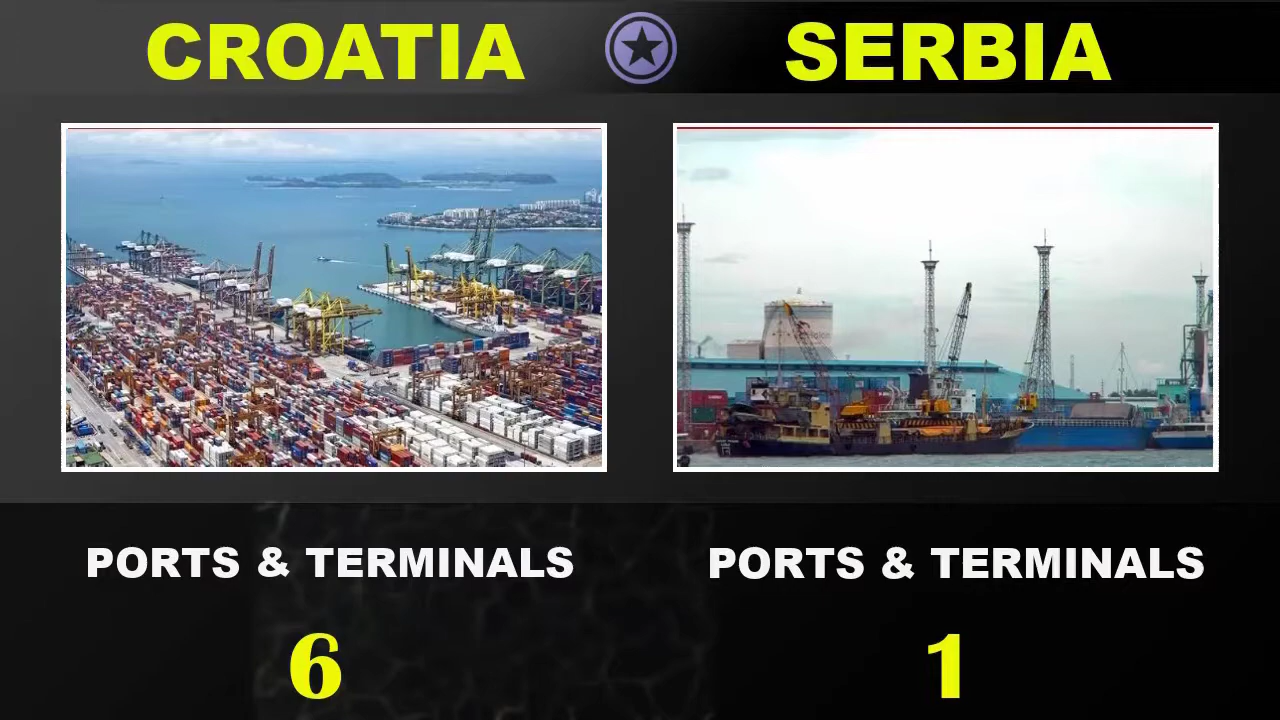 CROATIA
SERBIA
PORTS & TERMINALS
PORTS & TERMINALS
6
1